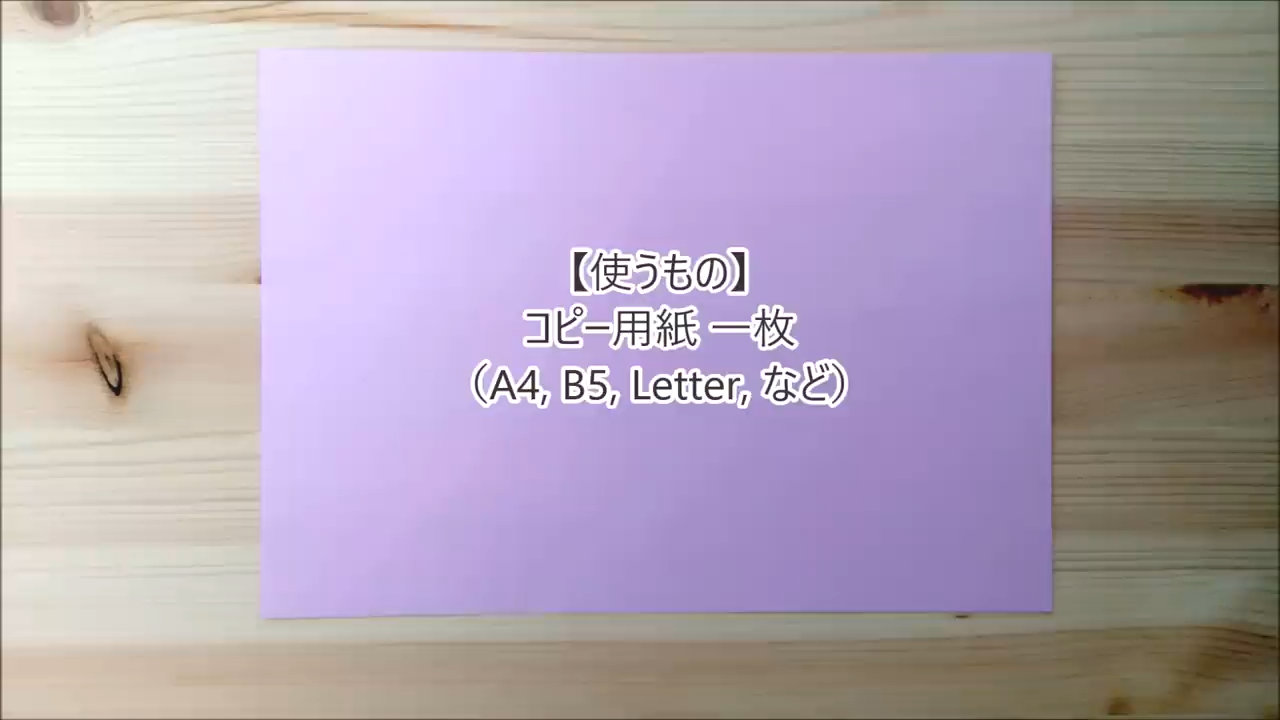 【使うもの】
コピー用紙 一枚
（A4, B5, Letter, など）